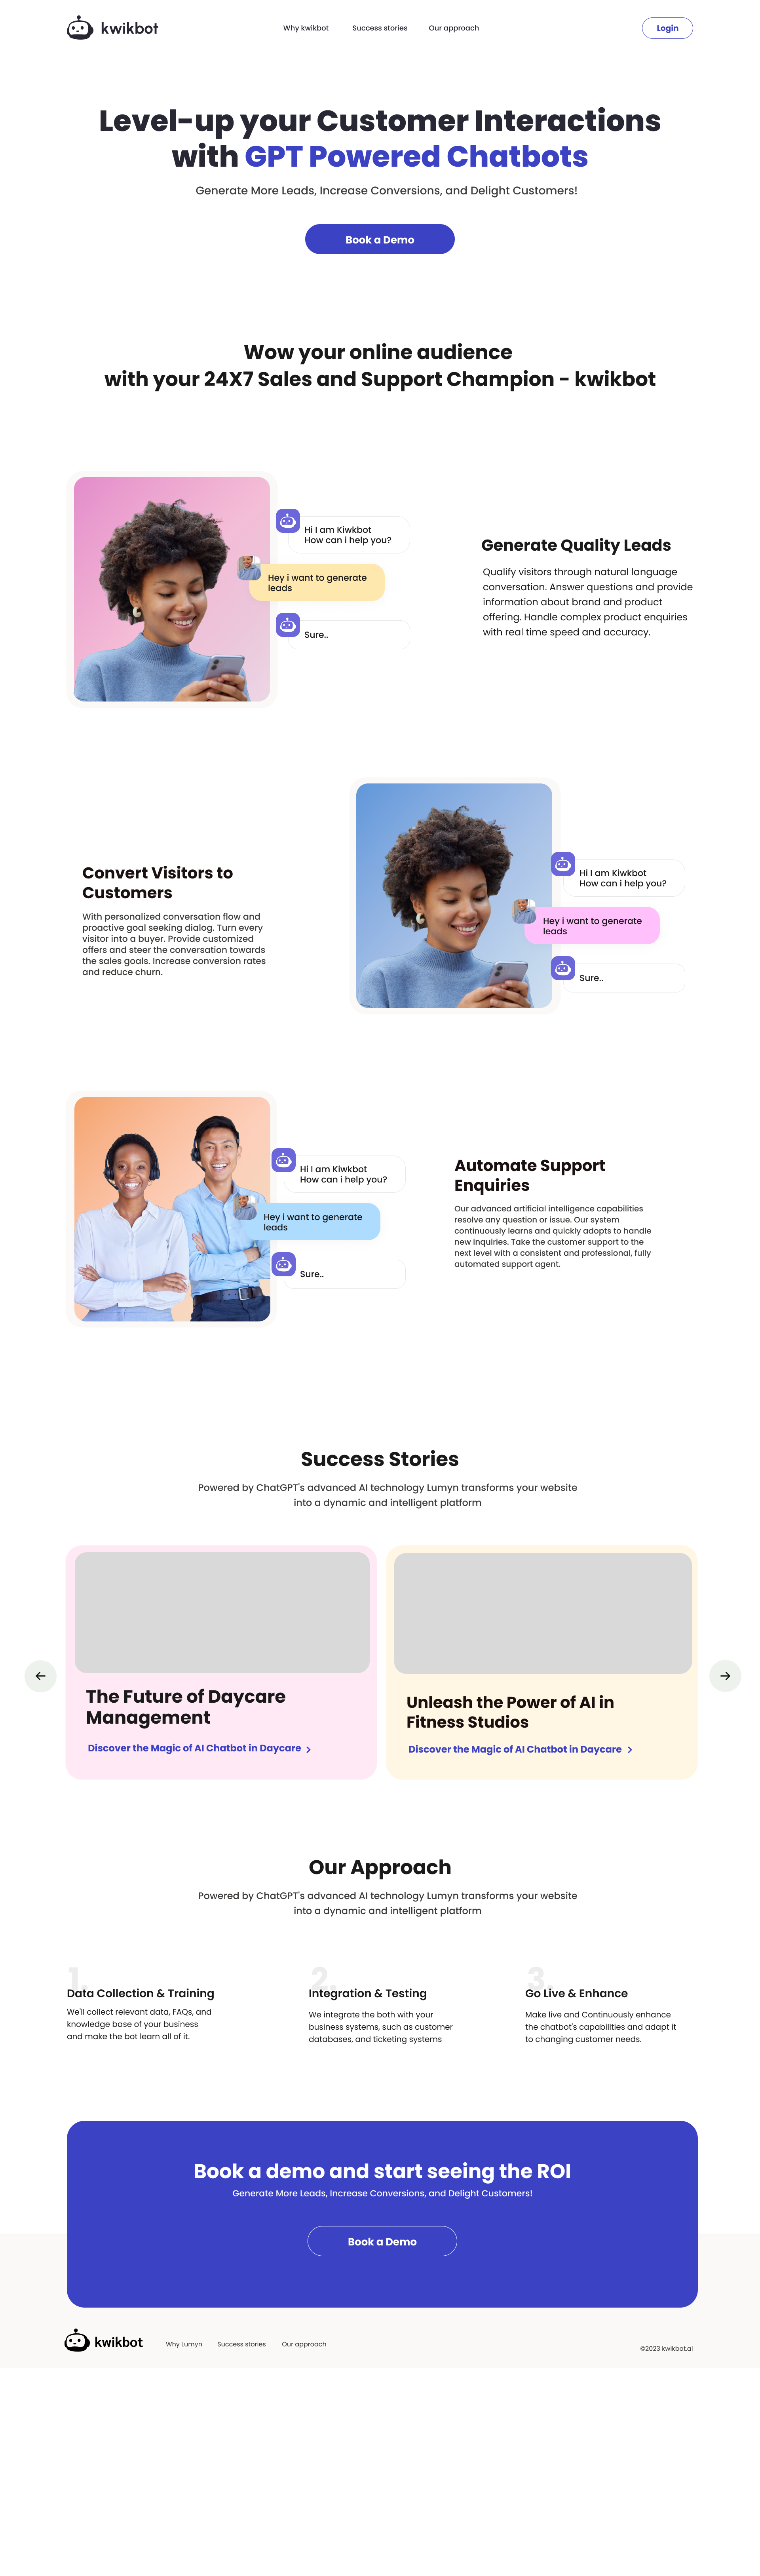 kwikbot
Why kwikbot
Success stories
Our approach
Login
Level-up your Customer Interactions
with GPT Powered Chatbots
Generate More Leads, Increase Conversions, and Delight Customers!
Book a Demo
Wow your online audience
with your 24X7 Sales and Support Champion - kwikbot
Hi I am Kiwkbot
How can i help you?
Hey i want to generate
leads
Sure..
Generate Quality Leads
Qualify visitors through natural language
conversation. Answer questions and provide
information about brand and product
offering. Handle complex product enquiries
with real time speed and accuracy.
Convert Visitors to
Customers
With personalized conversation flow and
proactive goal seeking dialog. Turn every
visitor into a buyer. Provide customized
offers and steer the conversation towards
the sales goals. Increase conversion rates
and reduce churn.
Hi I am Kiwkbot
How can i help you?
Hey i want to generate
leads
Sure..
Hi I am Kiwkbot
How can i help you?
Hey i want to generate
leads
Sure..
Automate Support
Enquiries
Our advanced artificial intelligence capabilities
resolve any question or issue. Our system
continuously learns and quickly adopts to handle
new inquiries. Take the customer support to the
next level with a consistent and professional, fully
automated support agent.
Success Stories
Powered by ChatGPT's advanced AI technology Lumyn transforms your website
into a dynamic and intelligent platform
The Future of Daycare
Management
Discover the Magic of AI Chatbot in Daycare
Unleash the Power of AI in
Fitness Studios
Discover the Magic of AI Chatbot in Daycare
Our Approach
Powered by ChatGPT's advanced AI technology Lumyn transforms your website
into a dynamic and intelligent platform
1.
Data Collection & Training
We'll collect relevant data, FAQs, and
knowledge base of your business
and make the bot learn all of it.
2.
Integration & Testing
We integrate the both with your
business systems, such as customer
databases, and ticketing systems
3.
Go Live & Enhance
Make live and Continuously enhance
the chatbot's capabilities and adapt it
to changing customer needs.
Book a demo and start seeing the ROI
Generate More Leads, Increase Conversions, and Delight Customers!
Book a Demo
kwikbot
Why Lumyn
Success stories
Our approach
©2023 kwikbot.ai